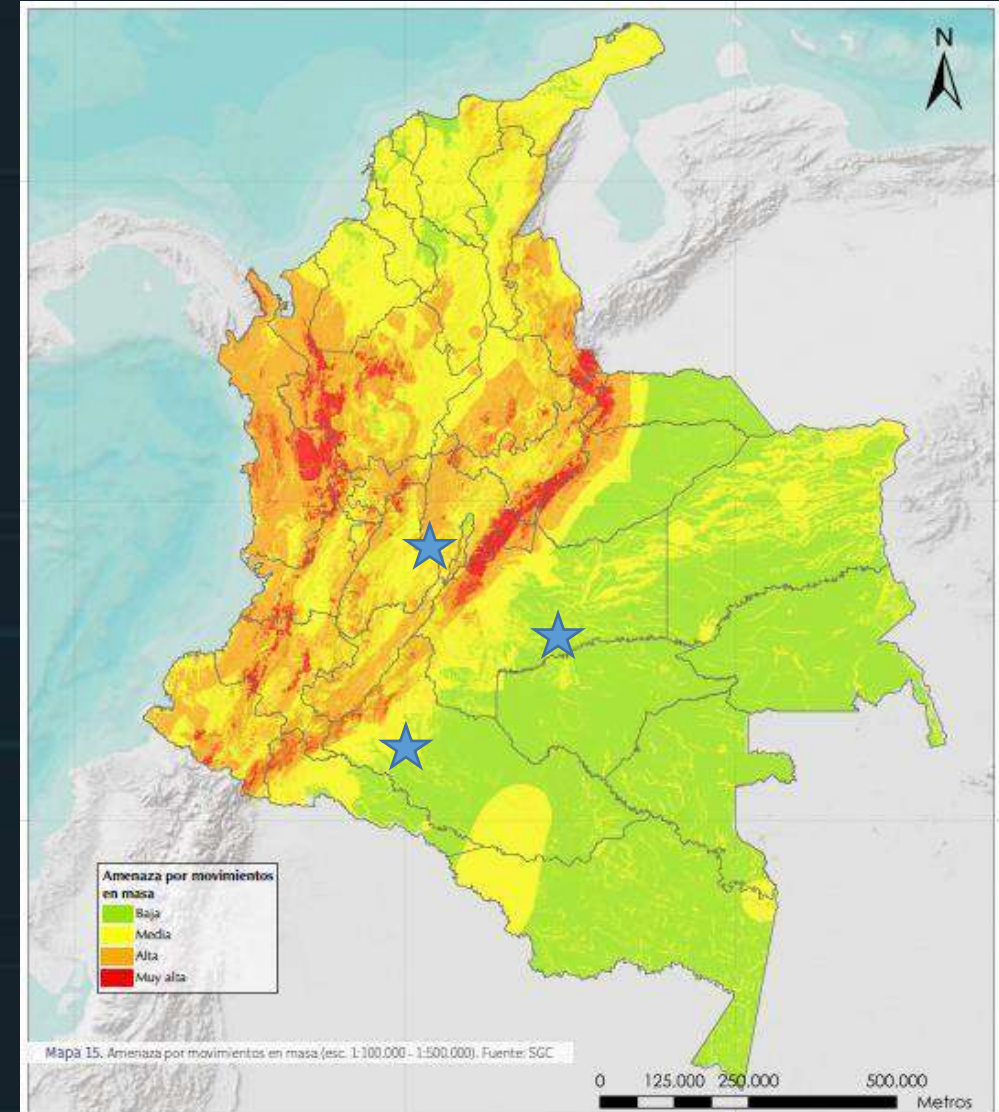 N
Amenaza por movimientos
en masa
Baja
Media
Alta
Muy alta
Mapa 15. Amenaza por movimientos en masa (esc. 1:100.000 - 1:500.000). Fuente: SGC
0 125.000 250.000 500.000
Metros